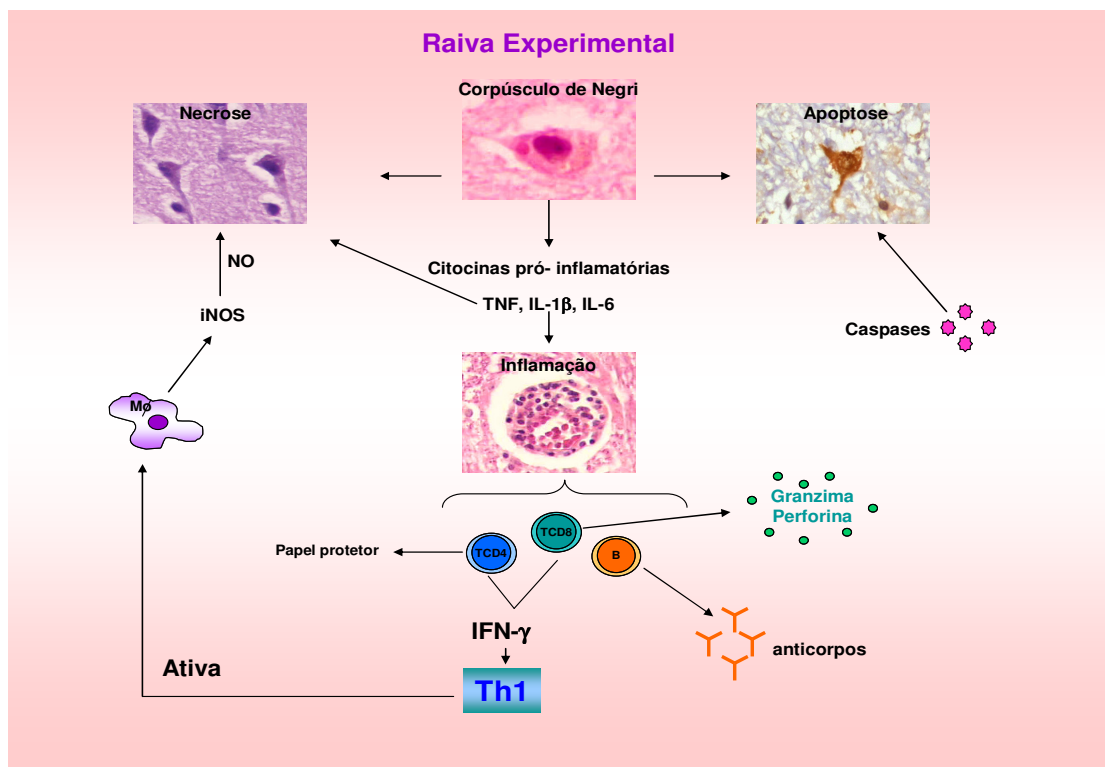 Raiva Experimental
Corpúsculo de Negri
Necrose
Apoptose
NO
Citocinas pró- inflamatórias
TNF, IL-1β, IL-6
iNOS
Caspases
Inflamação
Mø
Granzima
Perforina
TCD8
TCD4
B
Papel protetor
IFN-γ
anticorpos
Ativa
Th1